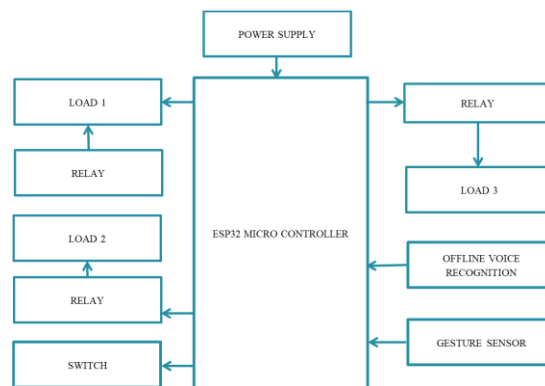 POWER SUPPLY
LOAD 1
RELAY
LOAD 2
RELAY
SWITCH
ESP32 MICRO CONTROLLER
RELAY
LOAD 3
OFFLINE VOICE
RECOGNITION
GESTURE SENSOR